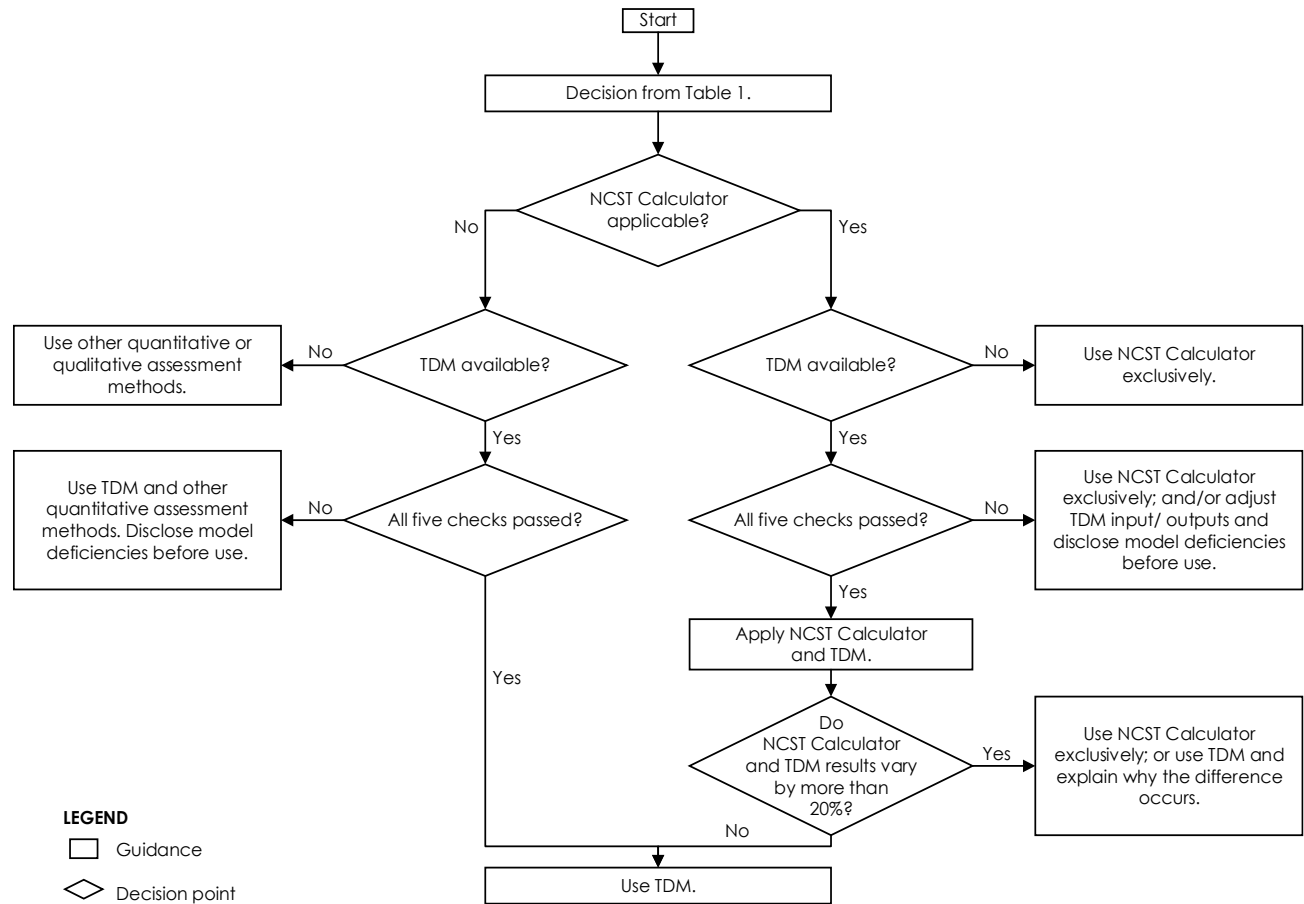 Start
Decision from Table 1.
NCST Calculator
applicable?
No
Yes
Use other quantitative or
qualitative assessment
methods.
No
TDM available?
TDM available?
No
Use NCST Calculator
exclusively.
Yes
Yes
Use TDM and other
quantitative assessment
methods. Disclose model
deficiencies before use.
No
All five checks passed?
All five checks passed?
No
Use NCST Calculator
exclusively; and/or adjust
TDM input/ outputs and
disclose model deficiencies
before use.
Yes
Yes
Apply NCST Calculator
and TDM.
Do
NCST Calculator
and TDM results vary
by more than
20%?
Yes
Use NCST Calculator
exclusively; or use TDM and
explain why the difference
occurs.
No
Use TDM.
LEGEND
Guidance
Decision point